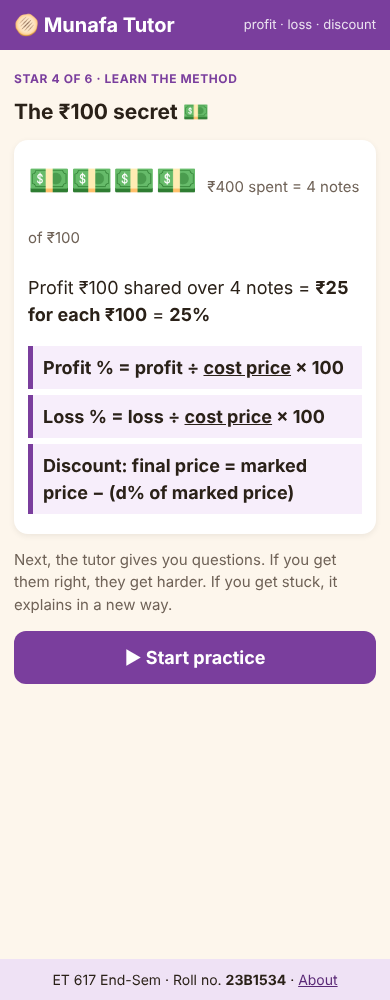 Munafa Tutor
profit · loss · discount
STAR 4 OF 6 · LEARN THE METHOD
The ₹100 secret 💵
💵💵💵💵 ₹400 spent = 4 notes
of ₹100
Profit ₹100 shared over 4 notes = ₹25
for each ₹100 = 25%
Profit % = profit ÷ cost price × 100
Loss % = loss ÷ cost price × 100
Discount: final price = marked
price − (d% of marked price)
Next, the tutor gives you questions. If you get
them right, they get harder. If you get stuck, it
explains in a new way.
▶ Start practice
ET 617 End-Sem · Roll no. 23B1534 · About